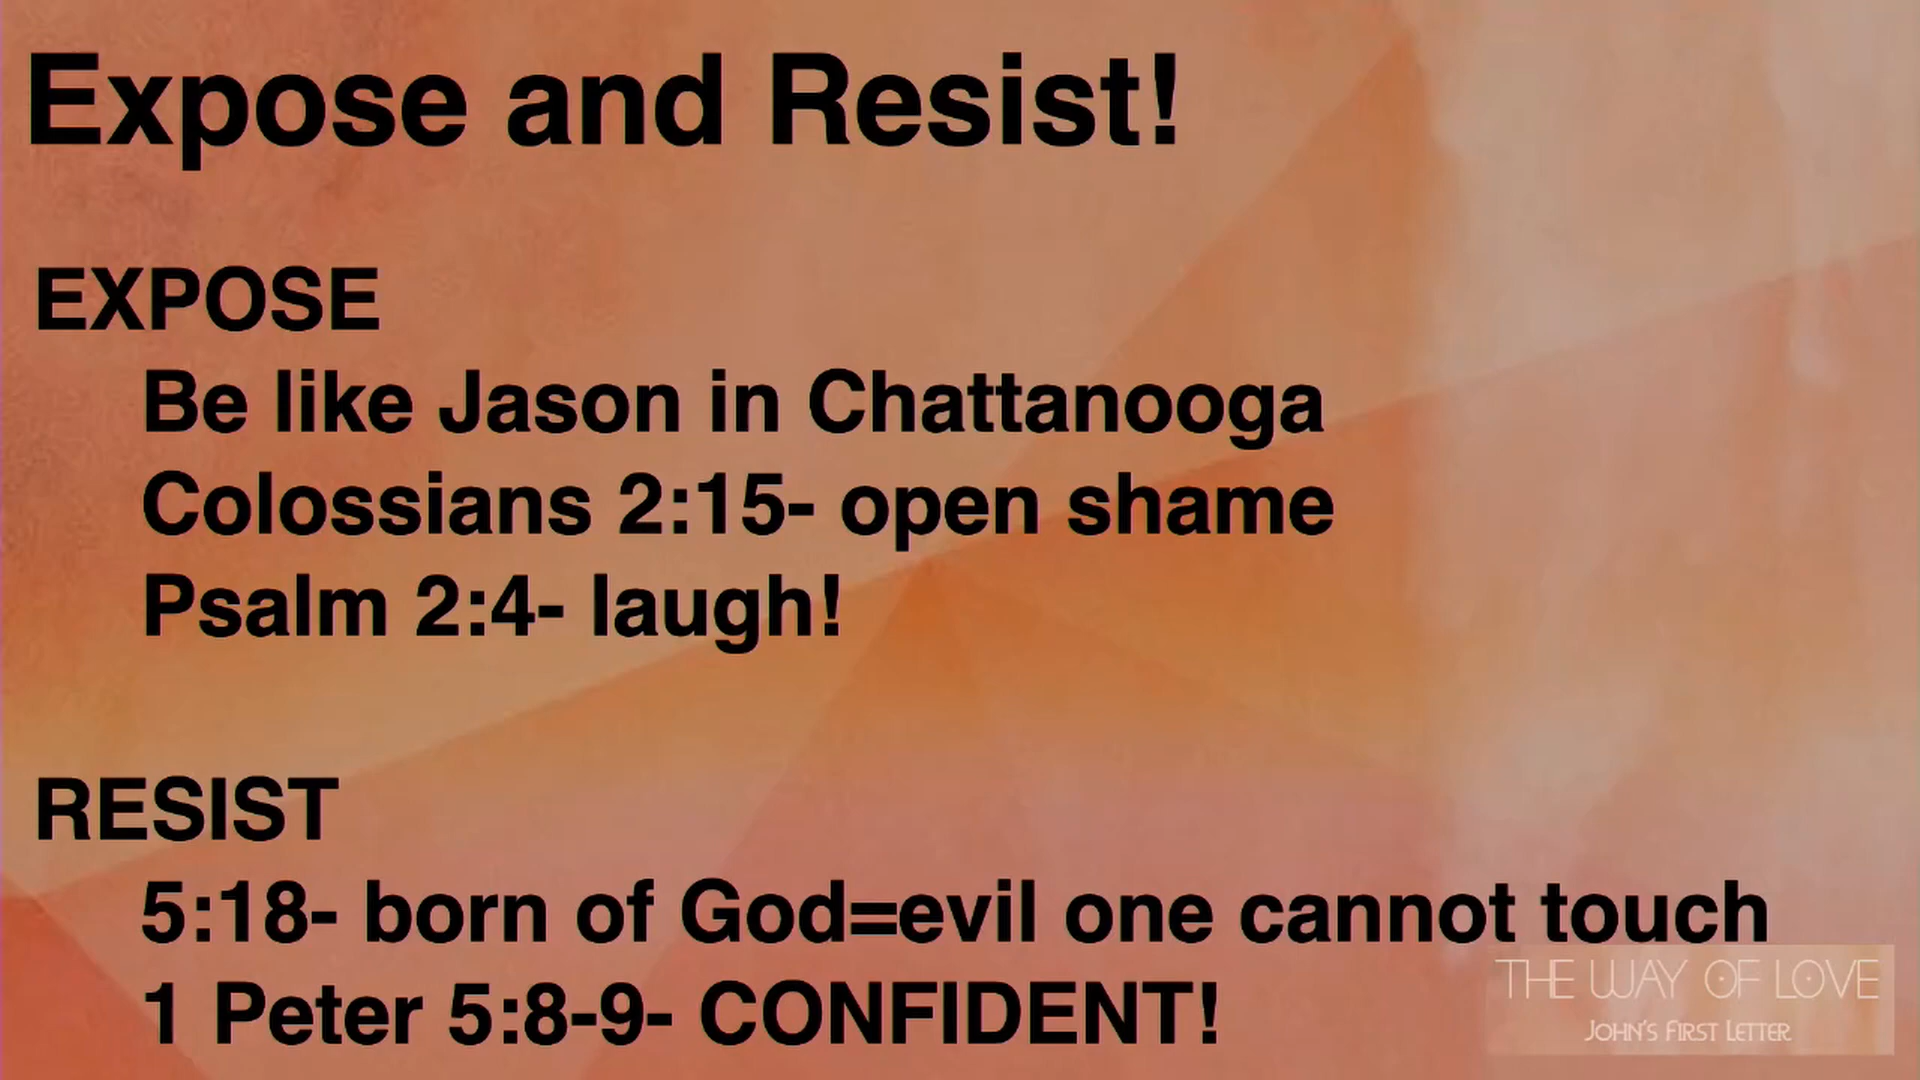 Expose and Resist!
EXPOSE
Be like Jason in Chattanooga
Colossians 2:15- open shame
Psalm 2:4- laugh!
RESIST
5:18- born of God=evil one cannot touch
1 Peter 5:8-9- CONFIDENT!
THE WAY OF LOVE
JOHN'S FIRST LETTER